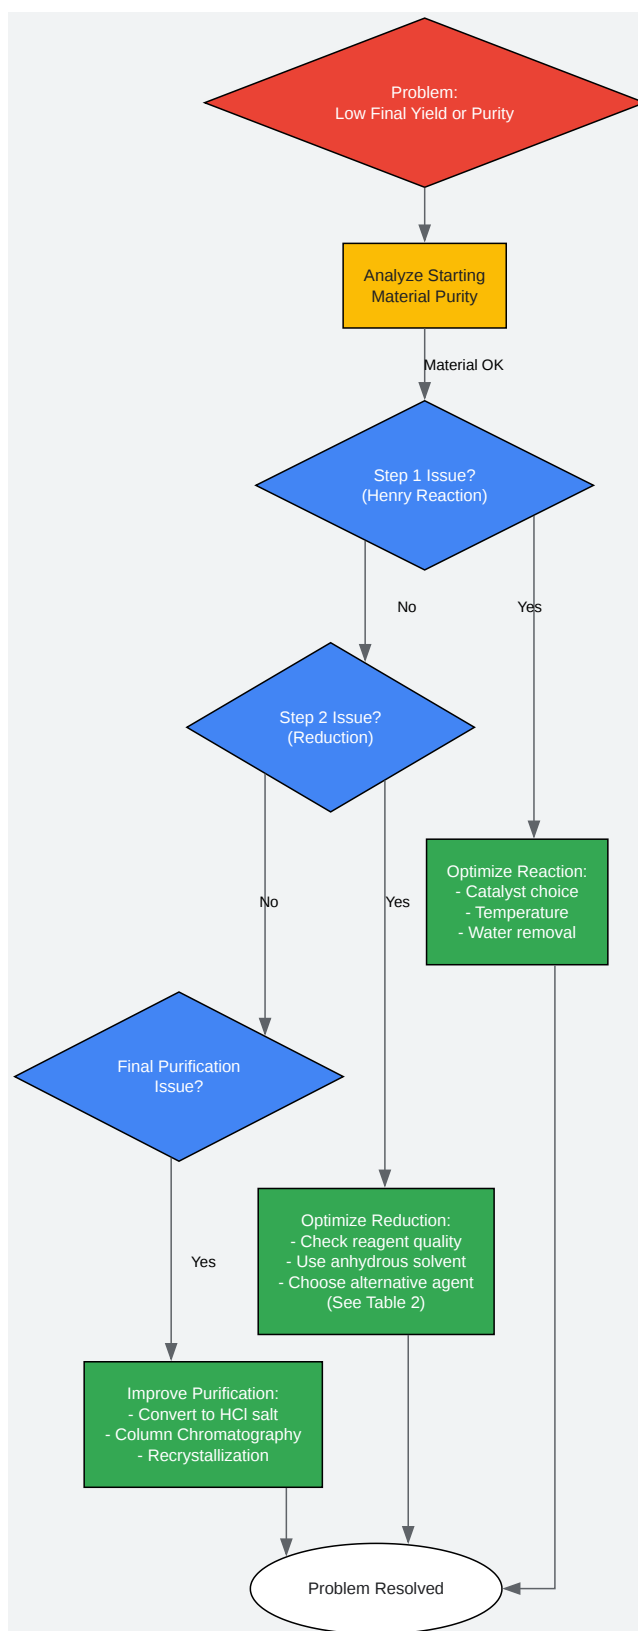 Problem:
Low Final Yield or Purity
Analyze Starting
Material Purity
Material OK
Step 1 Issue?
(Henry Reaction)
No
Yes
Step 2 Issue?
(Reduction)
Optimize Reaction:
- Catalyst choice
- Temperature
- Water removal
No
Yes
Final Purification
Issue?
Optimize Reduction:
- Check reagent quality
- Use anhydrous solvent
- Choose alternative agent
(See Table 2)
Yes
Improve Purification:
- Convert to HCl salt
- Column Chromatography
- Recrystallization
Problem Resolved